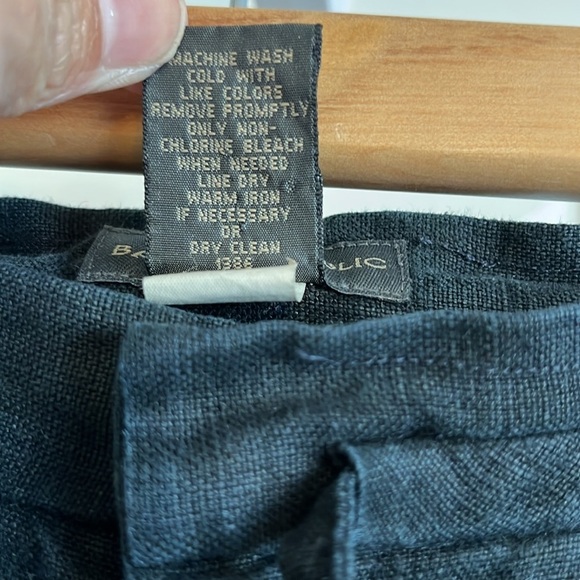 MACHINE WASH
COLD WITH
LIKE COLORS
REMOVE PROMPTLY
ONLY NON-
CHLORINE BLEACH
WHEN NEEDED
LINE DRY
WARM IRON
IF NECESSARY
OR
DRY CLEAN
1386